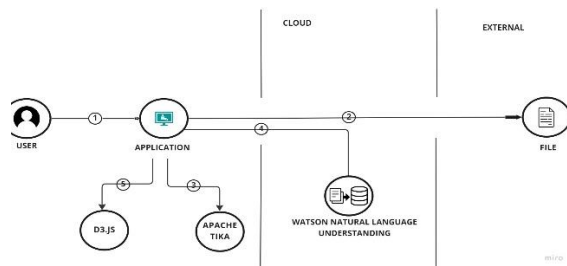 CLOUD
EXTERNAL
1
2
4
USER
APPLICATION
FILE
5
3
D3.JS
APACHE
TIKA
WATSON NATURAL LANGUAGE
UNDERSTANDING
miro